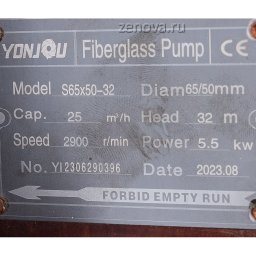 zenova.ru
YONJOU Fiberglass Pump CE
Model S65x50-32 Diam 65/50mm
Cap. 25 m³/h Head 32 m
Speed 2900 r/min Power 5.5 kw
No. YI2306290396 Date 2023.08
FORBID EMPTY RUN